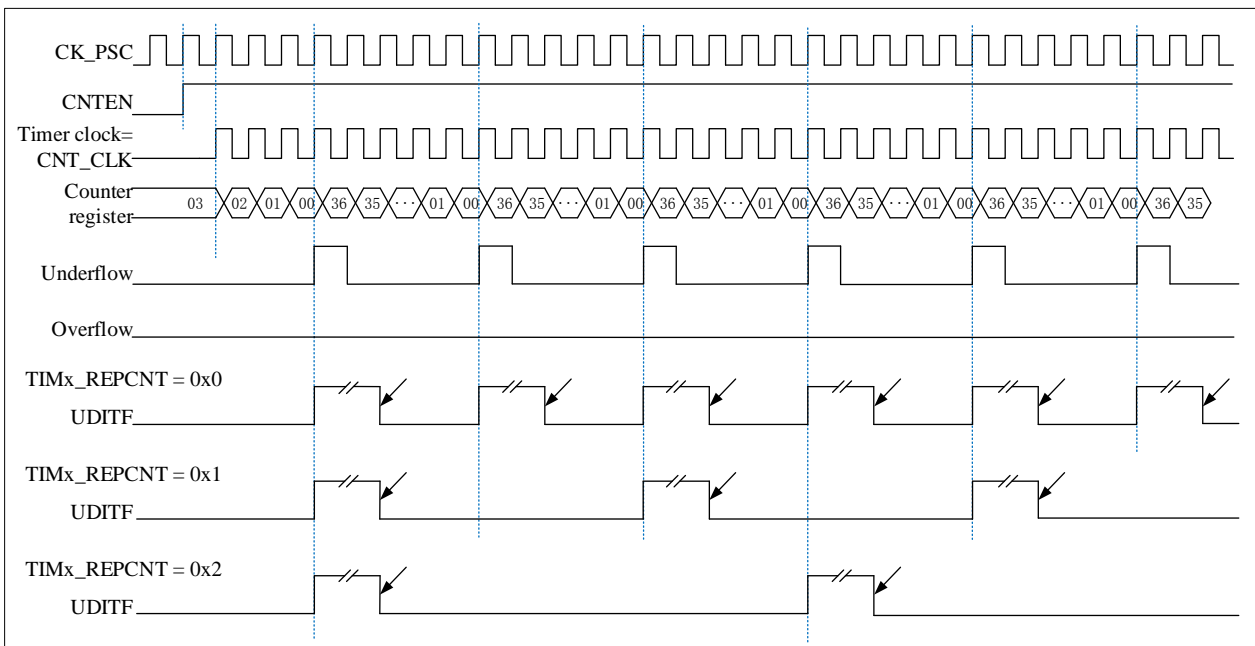 CK_PSC
CNTEN
Timer clock=
CNT_CLK
Counter
register
03 02 01 00 36 35 ··· 01 00 36 35 ··· 01 00 36 35 ··· 01 00 36 35 ··· 01 00 36 35 ··· 01 00 36 35
Underflow
Overflow
TIMx_REPCNT = 0x0
UDITF
TIMx_REPCNT = 0x1
UDITF
TIMx_REPCNT = 0x2
UDITF